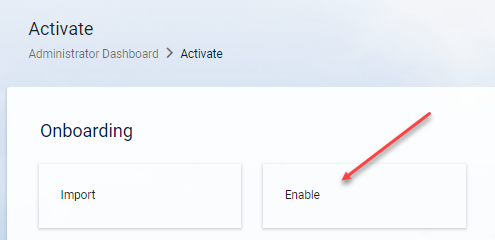 Activate
Administrator Dashboard > Activate
Onboarding
Import
Enable